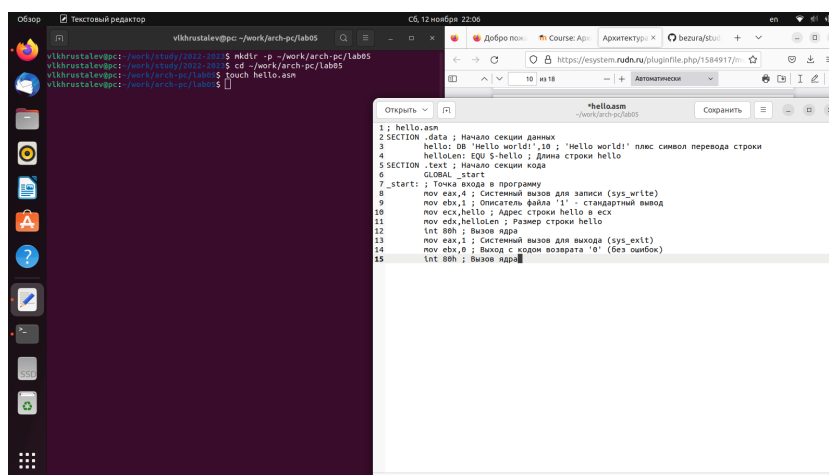 Обзор Текстовый редактор Сб, 12 ноября 22:06 en
vlkhrustalev@pc: ~/work/arch-pc/lab05
vlkhrustalev@pc:~/work/study/2022-2023$ mkdir -p ~/work/arch-pc/lab05
vlkhrustalev@pc:~/work/study/2022-2023$ cd ~/work/arch-pc/lab05
vlkhrustalev@pc:~/work/arch-pc/lab05$ touch hello.asm
vlkhrustalev@pc:~/work/arch-pc/lab05$
Добро пож Course: Арх Архитектура bezura/stud
https://esystem.rudn.ru/pluginfile.php/1584917/m
10 из 18 Автоматически
Открыть *hello.asm Сохранить
~/work/arch-pc/lab05
1 ; hello.asm
2 SECTION .data ; Начало секции данных
3 hello: DB 'Hello world!',10 ; 'Hello world!' плюс символ перевода строки
4 helloLen: EQU $-hello ; Длина строки hello
5 SECTION .text ; Начало секции кода
6 GLOBAL _start
7 _start: ; Точка входа в программу
8 mov eax,4 ; Системный вызов для записи (sys_write)
9 mov ebx,1 ; Описатель файла '1' - стандартный вывод
10 mov ecx,hello ; Адрес строки hello в ecx
11 mov edx,helloLen ; Размер строки hello
12 int 80h ; Вызов ядра
13 mov eax,1 ; Системный вызов для выхода (sys_exit)
14 mov ebx,0 ; Выход с кодом возврата '0' (без ошибок)
15 int 80h ; Вызов ядра
SSD